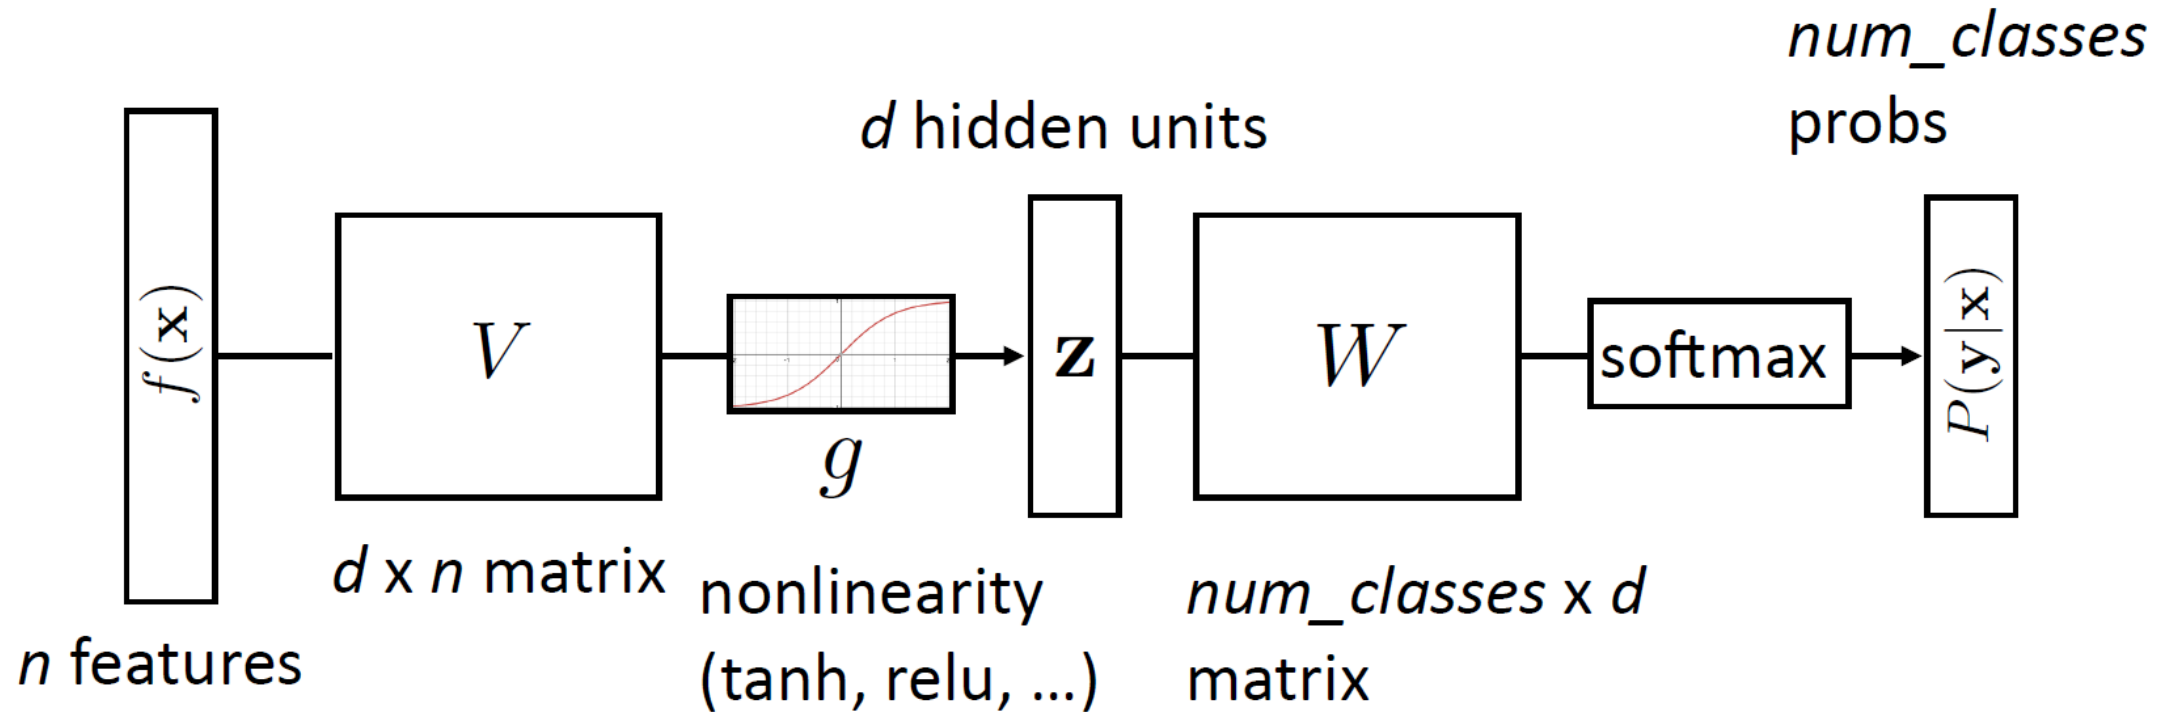 num_classes
probs
d hidden units
f(x)
V
g
z
W
softmax
P(y|x)
d x n matrix
n features
nonlinearity
(tanh, relu, ...)
num_classes x d
matrix